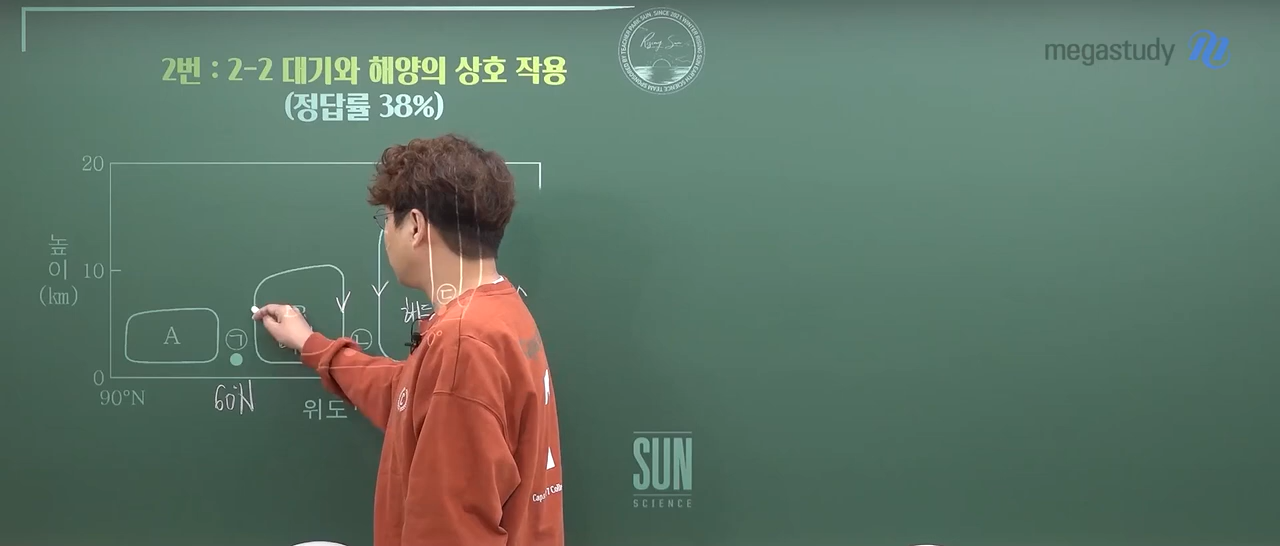 megastudy
2번 : 2-2 대기와 해양의 상호 작용
(정답률 38%)
20
높이
(km)
10
A
㉠
㉡
㉢
0
90°N
60°N
위도
SUN
SCIENCE